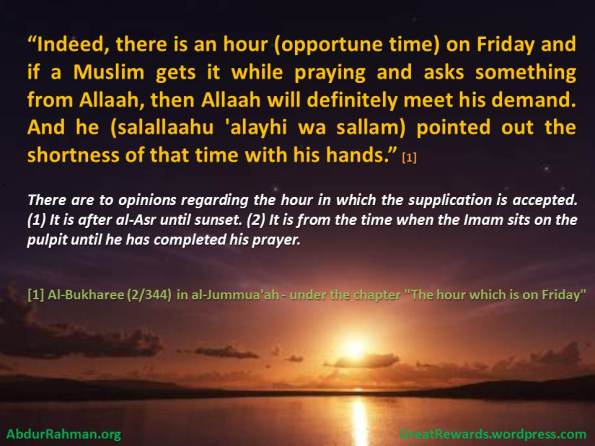 “Indeed, there is an hour (opportune time) on Friday and
if a Muslim gets it while praying and asks something
from Allaah, then Allaah will definitely meet his demand.
And he (salallaahu 'alayhi wa sallam) pointed out the
shortness of that time with his hands.” [1]
There are to opinions regarding the hour in which the supplication is accepted.
(1) It is after al-Asr until sunset. (2) It is from the time when the Imam sits on the
pulpit until he has completed his prayer.
[1] Al-Bukharee (2/344) in al-Jummua'ah - under the chapter "The hour which is on Friday"
AbdurRahman.org
GreatRewards.wordpress.com